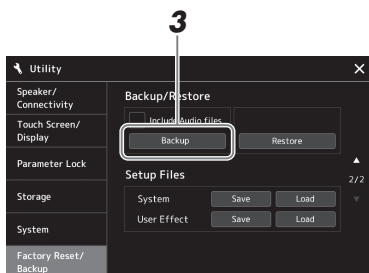 3
Utility
Speaker/
Connectivity
Touch Screen/
Display
Parameter Lock
Storage
System
Factory Reset/
Backup
Backup/Restore
Include Audio files
Backup
Restore
Setup Files
2/2
System
Save
Load
User Effect
Save
Load